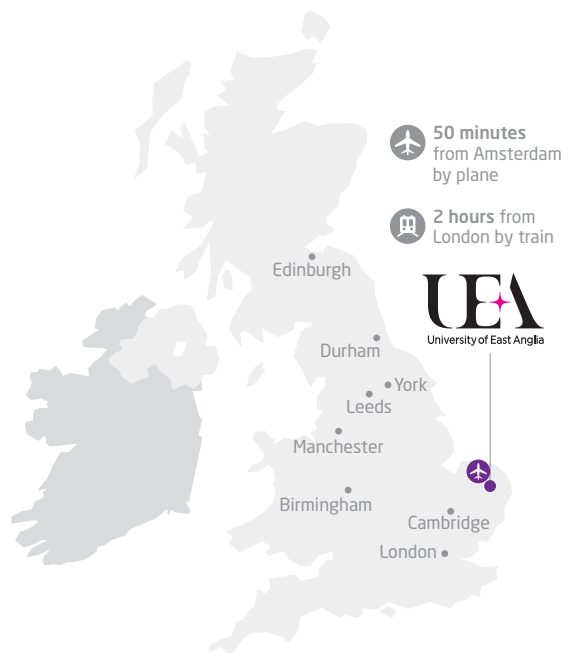 50 minutes
from Amsterdam
by plane
2 hours from
London by train
Edinburgh
UEA
University of East Anglia
Durham
York
Leeds
Manchester
Birmingham
Cambridge
London